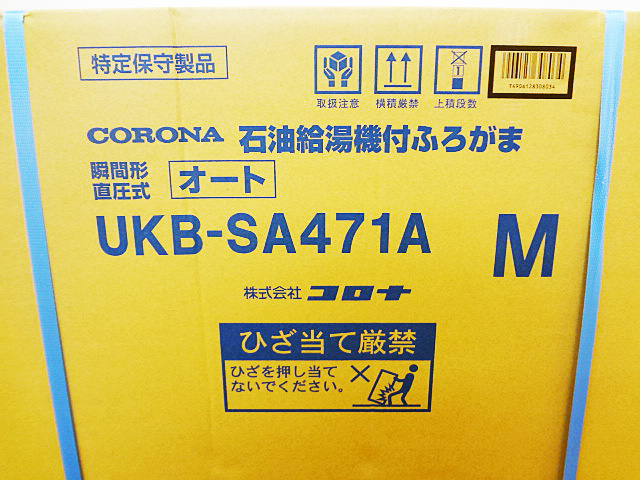 特定保守製品
取扱注意 横積厳禁 上積段数
1
T4906128308034
CORONA 石油給湯機付ふろがま
瞬間形
直圧式 オート
UKB-SA471A M
株式会社 コロナ
ひざ当て厳禁
ひざを押し当て
ないでください。